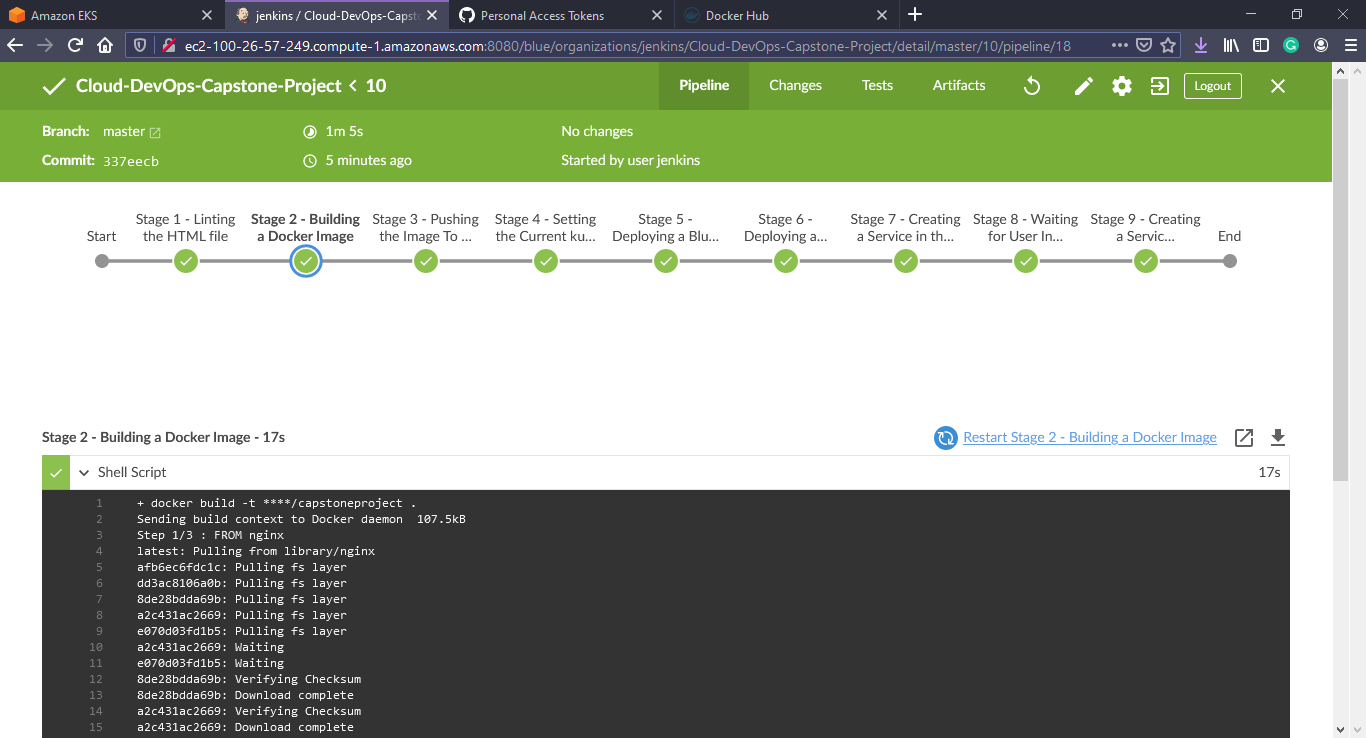 Amazon EKS
jenkins / Cloud-DevOps-Capsto
Personal Access Tokens
Docker Hub
ec2-100-26-57-249.compute-1.amazonaws.com:8080/blue/organizations/jenkins/Cloud-DevOps-Capstone-Project/detail/master/10/pipeline/18
Cloud-DevOps-Capstone-Project < 10
Pipeline
Changes
Tests
Artifacts
Logout
Branch: master
1m 5s
No changes
Commit: 337eecb
5 minutes ago
Started by user jenkins
Start
Stage 1 - Linting
the HTML file
Stage 2 - Building
a Docker Image
Stage 3 - Pushing
the Image To ...
Stage 4 - Setting
the Current ku...
Stage 5 -
Deploying a Blu...
Stage 6 -
Deploying a...
Stage 7 - Creating
a Service in th...
Stage 8 - Waiting
for User In...
Stage 9 - Creating
a Servic...
End
Stage 2 - Building a Docker Image - 17s
Restart Stage 2 - Building a Docker Image
Shell Script
17s
1 + docker build -t ****/capstoneproject .
2 Sending build context to Docker daemon  107.5kB
3 Step 1/3 : FROM nginx
4 latest: Pulling from library/nginx
5 afb6ec6fdc1c: Pulling fs layer
6 dd3ac8106a0b: Pulling fs layer
7 8de28bdda69b: Pulling fs layer
8 a2c431ac2669: Pulling fs layer
9 e070d03fd1b5: Pulling fs layer
10 a2c431ac2669: Waiting
11 e070d03fd1b5: Waiting
12 8de28bdda69b: Verifying Checksum
13 8de28bdda69b: Download complete
14 a2c431ac2669: Verifying Checksum
15 a2c431ac2669: Download complete